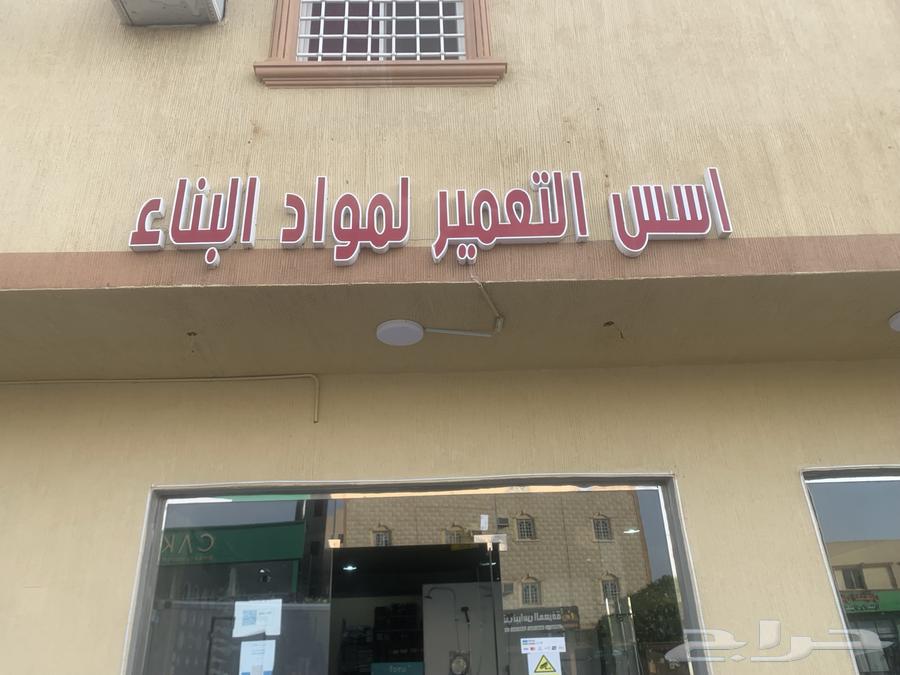 اسس التعمير لمواد البناء
حراج